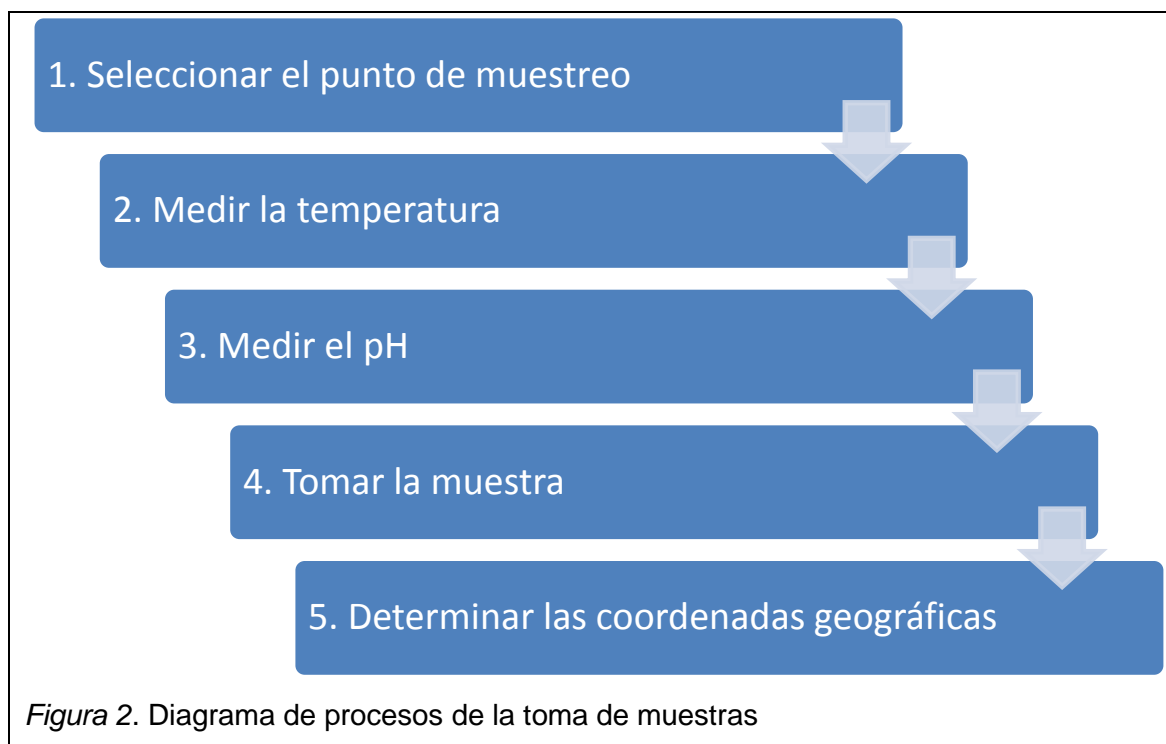 1. Seleccionar el punto de muestreo
2. Medir la temperatura
3. Medir el pH
4. Tomar la muestra
5. Determinar las coordenadas geográficas
Figura 2. Diagrama de procesos de la toma de muestras